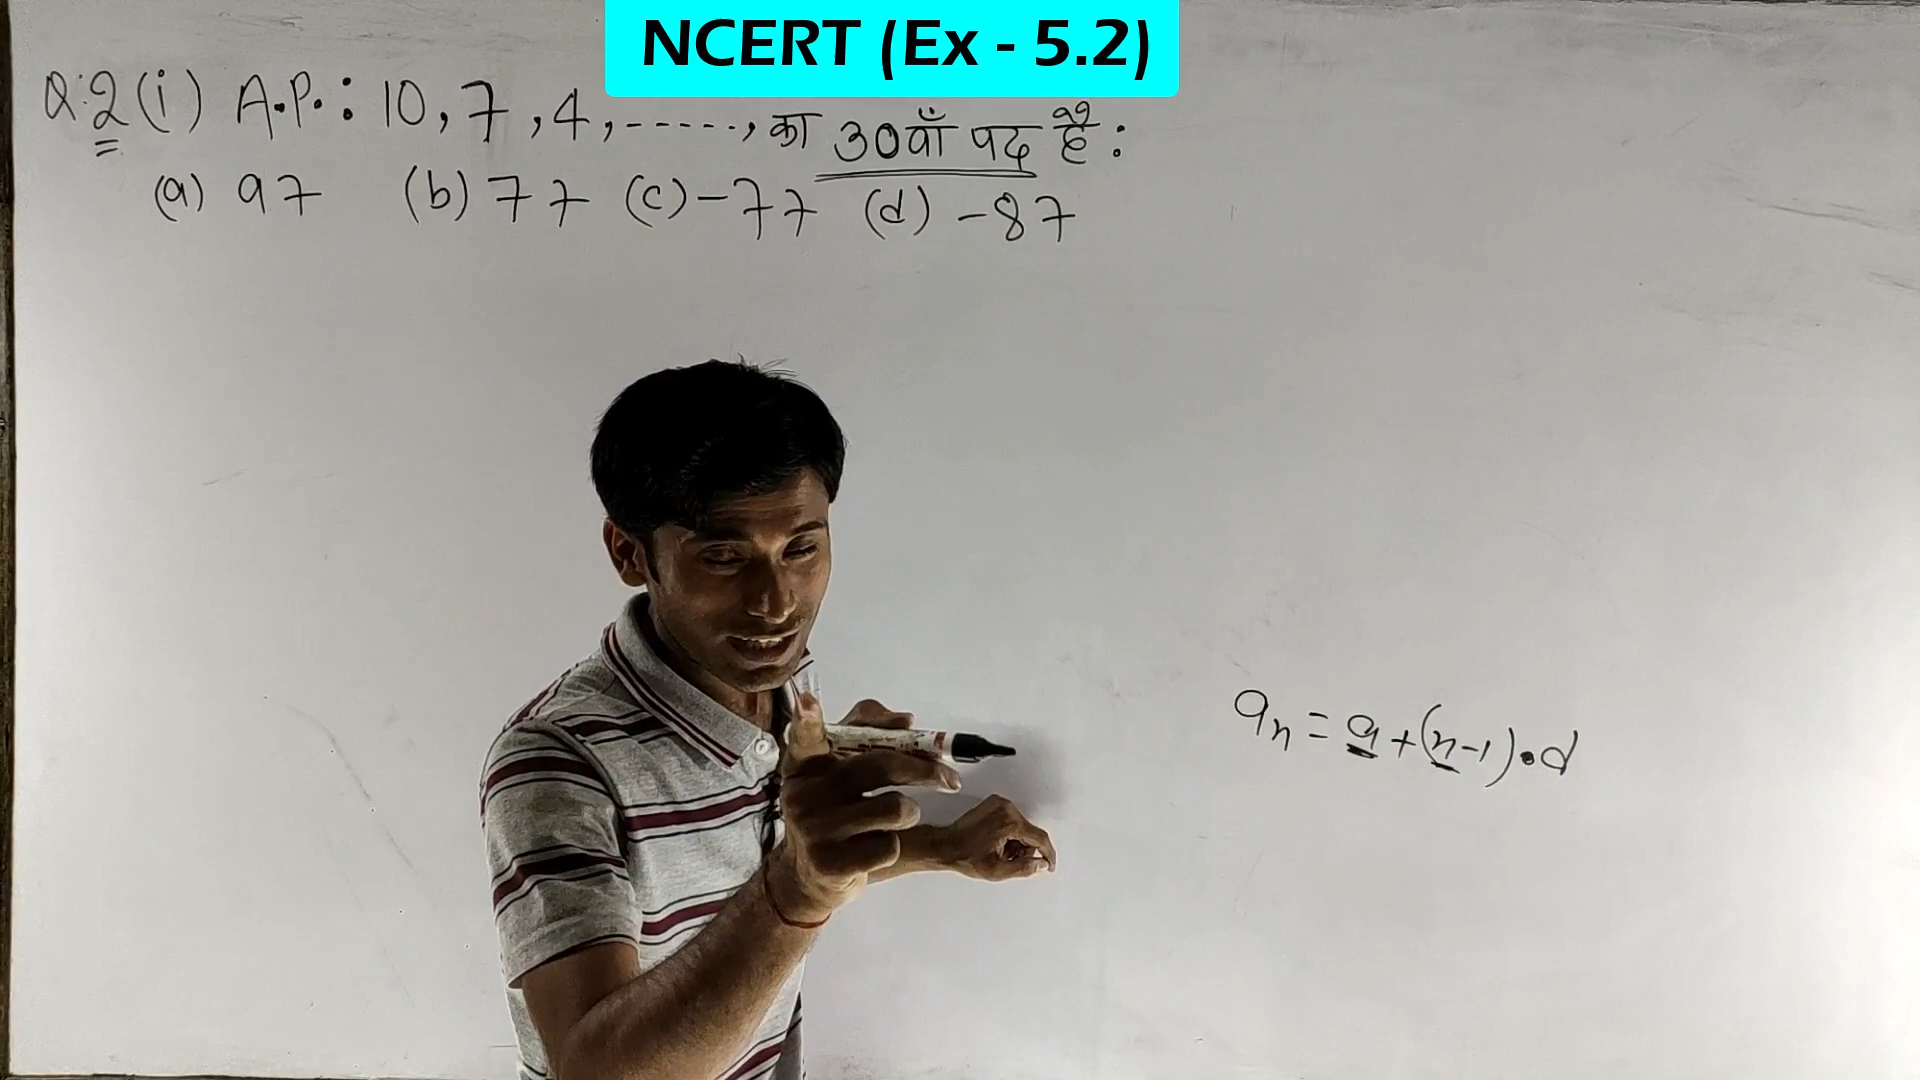 NCERT (Ex - 5.2)
Q.2 (i) A.P. : 10, 7, 4, ------, का 30वाँ पद है :
(a) 97 (b) 77 (c) -77 (d) -87
an = a + (n-1) . d